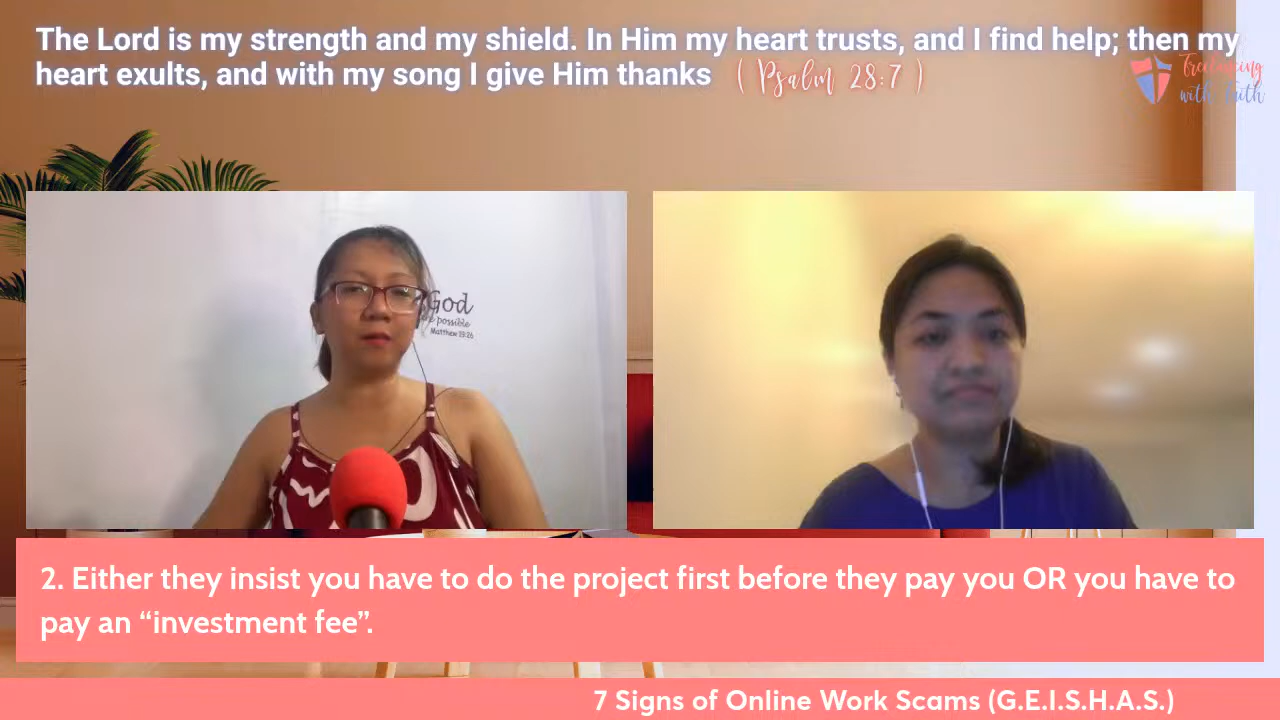 The Lord is my strength and my shield. In Him my heart trusts, and I find help; then my
heart exults, and with my song I give Him thanks ( Psalm 28:7 )
Freelancing
with Faith
God
possible
Matthew 19:26
2. Either they insist you have to do the project first before they pay you OR you have to
pay an “investment fee”.
7 Signs of Online Work Scams (G.E.I.S.H.A.S.)